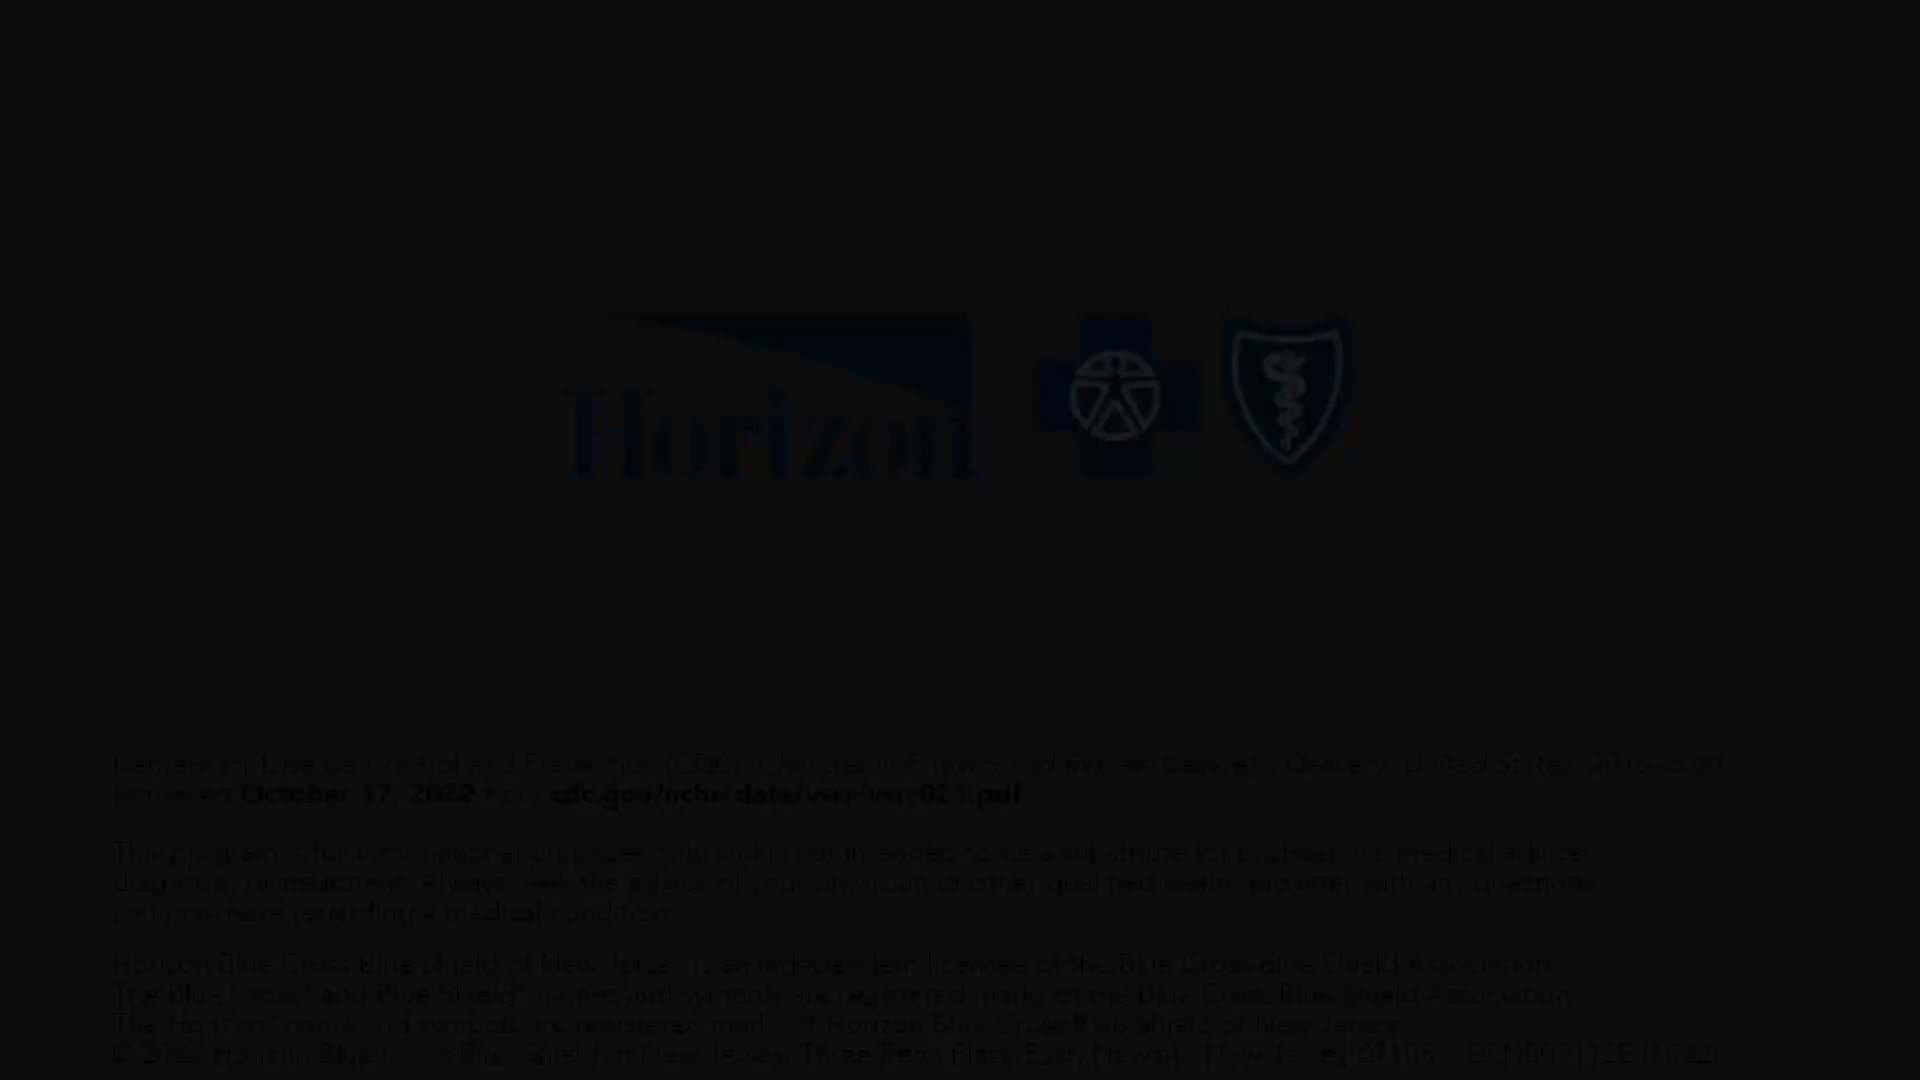 Horizon
Centers for Disease Control and Prevention (CDC). Changes in Primary and Repeat Cesarean Delivery: United States, 2016–2021.
Retrieved October 17, 2022 from cdc.gov/nchs/data/vsrr/vsrr021.pdf
This program is for informational purposes only and is not intended to be a substitute for professional medical advice,
diagnosis, or treatment. Always seek the advice of your physician or other qualified health provider with any questions
you may have regarding a medical condition.
Horizon Blue Cross Blue Shield of New Jersey is an independent licensee of the Blue Cross Blue Shield Association.
The Blue Cross® and Blue Shield® names and symbols are registered marks of the Blue Cross Blue Shield Association.
The Horizon® name and symbols are registered marks of Horizon Blue Cross Blue Shield of New Jersey.
Horizon Blue Cross Blue Shield of New Jersey, Three Penn Plaza East, Newark, New Jersey 07105.